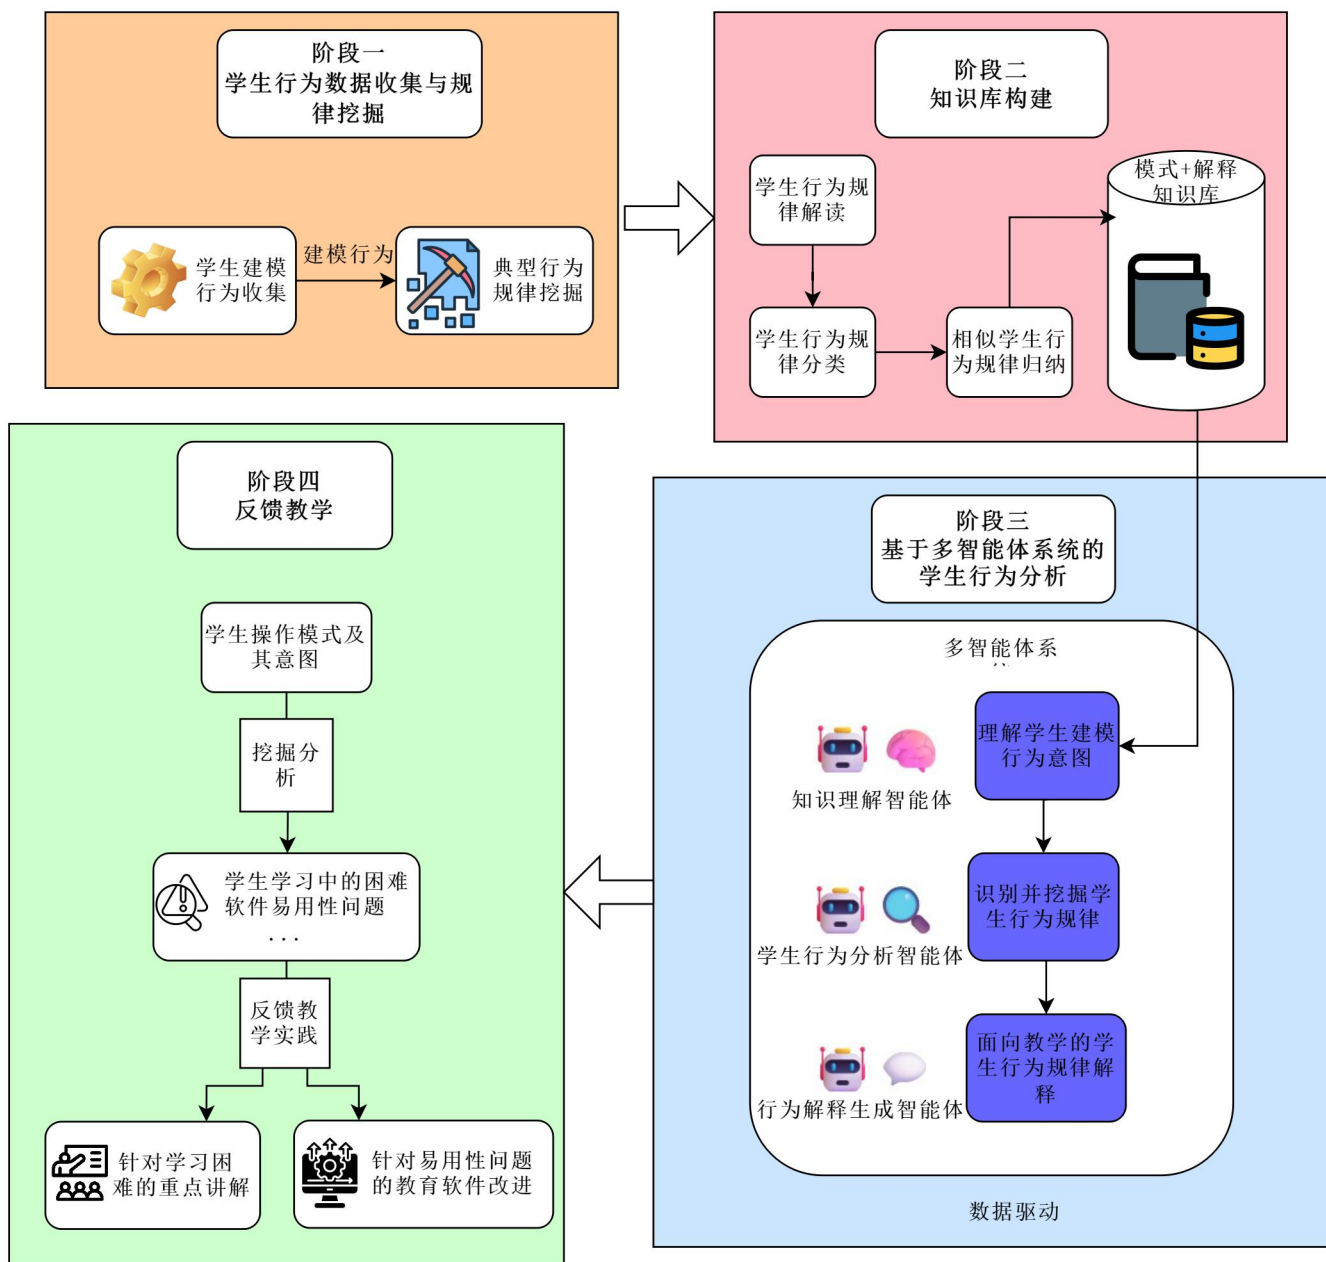 阶段一
学生行为数据收集与规
律挖掘
学生建模
行为收集
建模行为
典型行为
规律挖掘
阶段二
知识库构建
学生行为规
律解读
学生行为规
律分类
相似学生行
为规律归纳
模式+解释
知识库
阶段三
基于多智能体系统的
学生行为分析
多智能体系
理解学生建模
行为意图
知识理解智能体
识别并挖掘学
生行为规律
学生行为分析智能体
面向教学的学
生行为规律解
释
行为解释生成智能体
数据驱动
阶段四
反馈教学
学生操作模式及
其意图
挖掘分
析
学生学习中的困难
软件易用性问题
...
反馈教
学实践
针对学习困
难的重点讲解
针对易用性问题
的教育软件改进